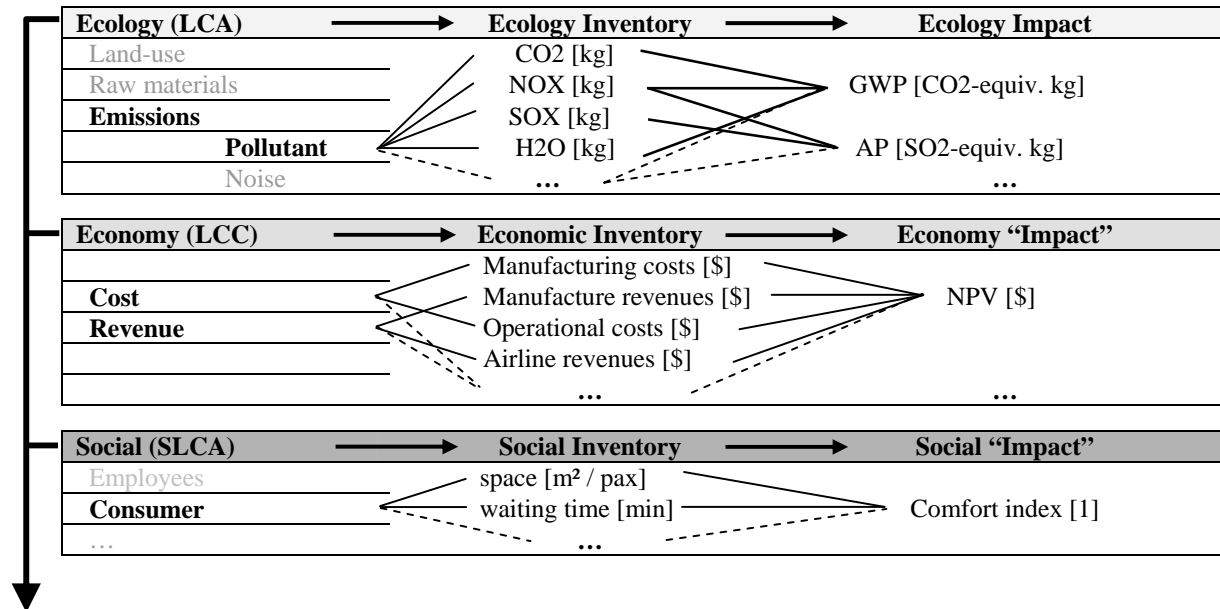 Ecology (LCA) Ecology Inventory Ecology Impact
Land-use CO2 [kg]
Raw materials NOX [kg] GWP [CO2-equiv. kg]
Emissions SOX [kg]
Pollutant H2O [kg] AP [SO2-equiv. kg]
Noise … …
Economy (LCC) Economic Inventory Economy “Impact”
Manufacturing costs [$]
Cost Manufacture revenues [$] NPV [$]
Revenue Operational costs [$]
Airline revenues [$]
… …
Social (SLCA) Social Inventory Social “Impact”
Employees space [m² / pax]
Consumer waiting time [min] Comfort index [1]
… …